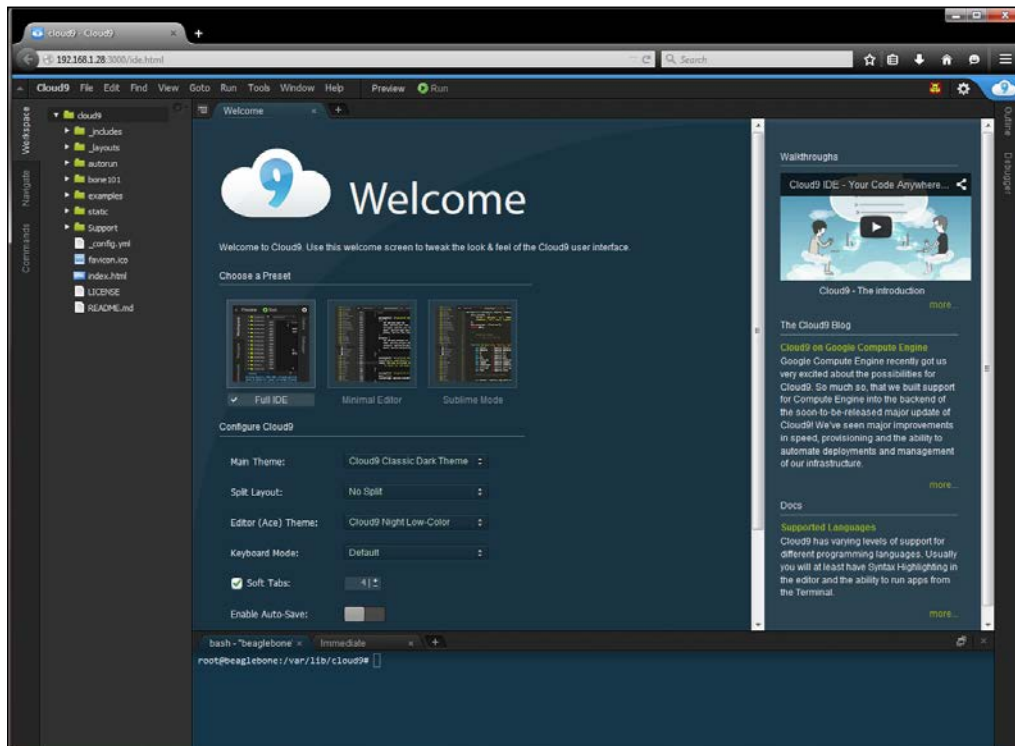 cloud9 - Cloud9
192.168.1.28:3000/ide.html
Search
Cloud9 File Edit Find View Goto Run Tools Window Help Preview Run
9
Workspace
Navigate
Commands
cloud9
_includes
_layouts
autorun
bone101
examples
static
Support
_config.yml
favicon.ico
index.html
LICENSE
README.md
Welcome
9
Welcome
Welcome to Cloud9. Use this welcome screen to tweak the look & feel of the Cloud9 user interface.
Choose a Preset
Full IDE
Minimal Editor
Sublime Mode
Configure Cloud9
Main Theme: Cloud9 Classic Dark Theme
Split Layout: No Split
Editor (Ace) Theme: Cloud9 Night Low-Color
Keyboard Mode: Default
Soft Tabs: 4
Enable Auto-Save:
Walkthroughs
Cloud9 IDE - Your Code Anywhere...
Cloud9 - The introduction
more...
The Cloud9 Blog
Cloud9 on Google Compute Engine
Google Compute Engine recently got us
very excited about the possibilities for
Cloud9. So much so, that we built support
for Compute Engine into the backend of
the soon-to-be-released major update of
Cloud9! We've seen major improvements
in speed, provisioning and the ability to
automate deployments and management
of our infrastructure.
more...
Docs
Supported Languages
Cloud9 has varying levels of support for
different programming languages. Usually
you will at least have Syntax Highlighting in
the editor and the ability to run apps from
the Terminal.
more...
Outline
Debugger
bash - "beaglebone"
Immediate
root@beaglebone:/var/lib/cloud9#